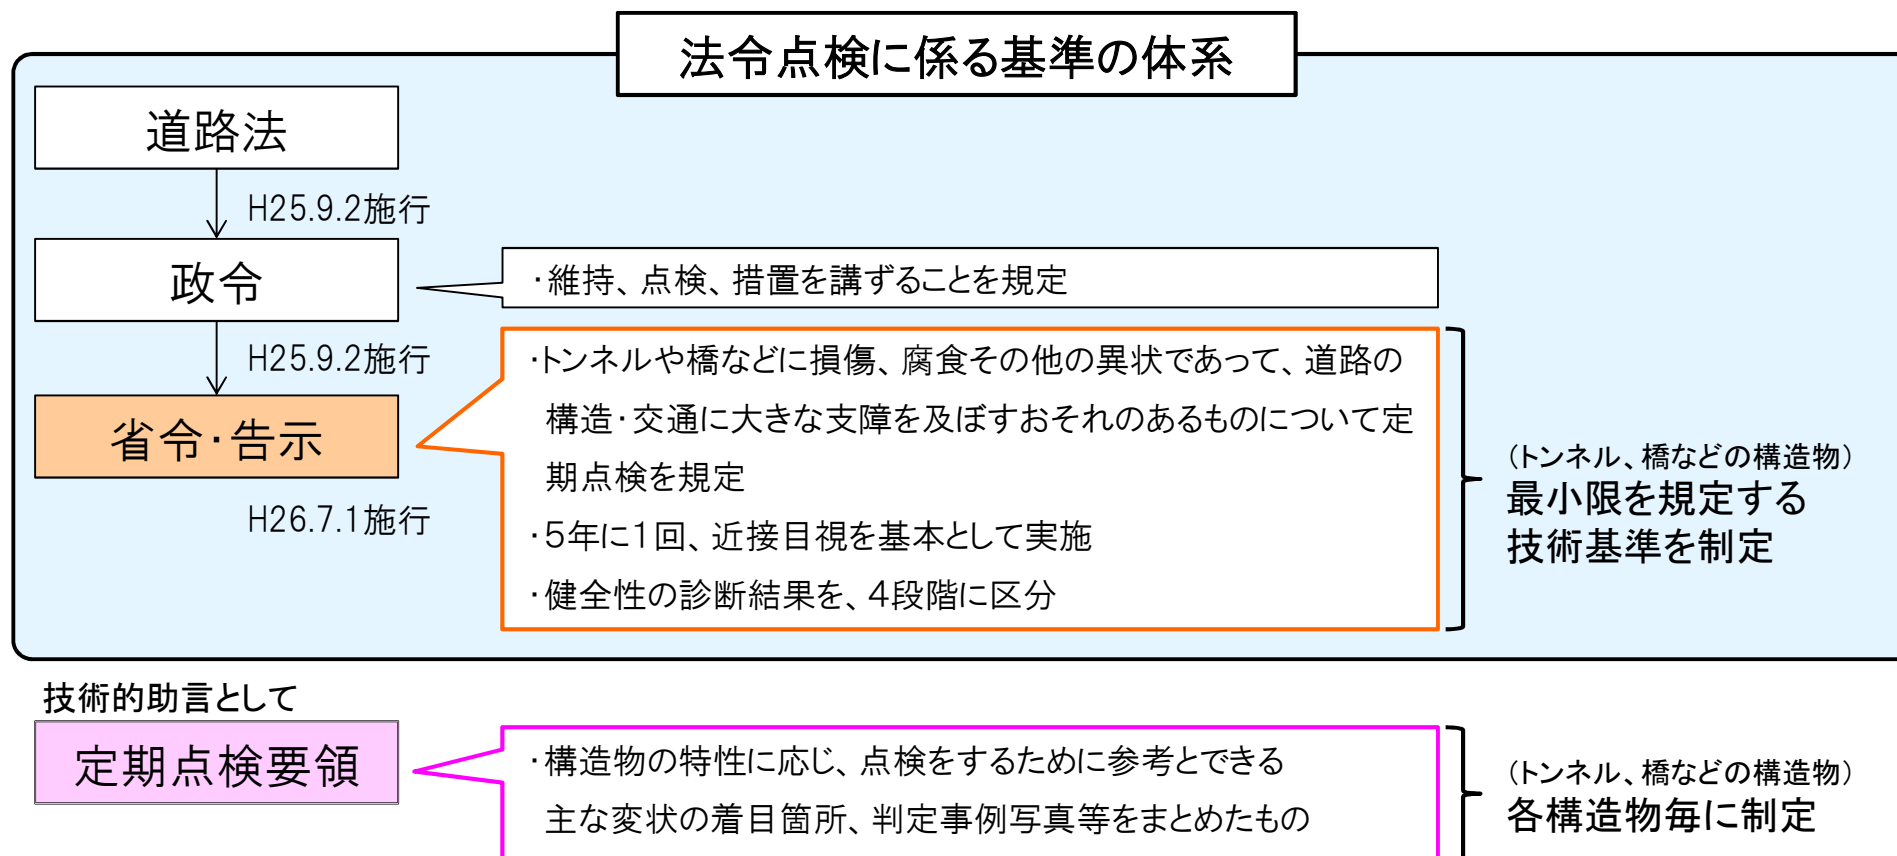 法令点検に係る基準の体系
道路法
H25.9.2施行
政令
・維持、点検、措置を講ずることを規定
H25.9.2施行
省令・告示
H26.7.1施行
・トンネルや橋などに損傷、腐食その他の異状であって、道路の
構造・交通に大きな支障を及ぼすおそれのあるものについて定
期点検を規定
・5年に1回、近接目視を基本として実施
・健全性の診断結果を、4段階に区分
(トンネル、橋などの構造物)
最小限を規定する
技術基準を制定
技術的助言として
定期点検要領
・構造物の特性に応じ、点検をするために参考とできる
主な変状の着目箇所、判定事例写真等をまとめたもの
(トンネル、橋などの構造物)
各構造物毎に制定